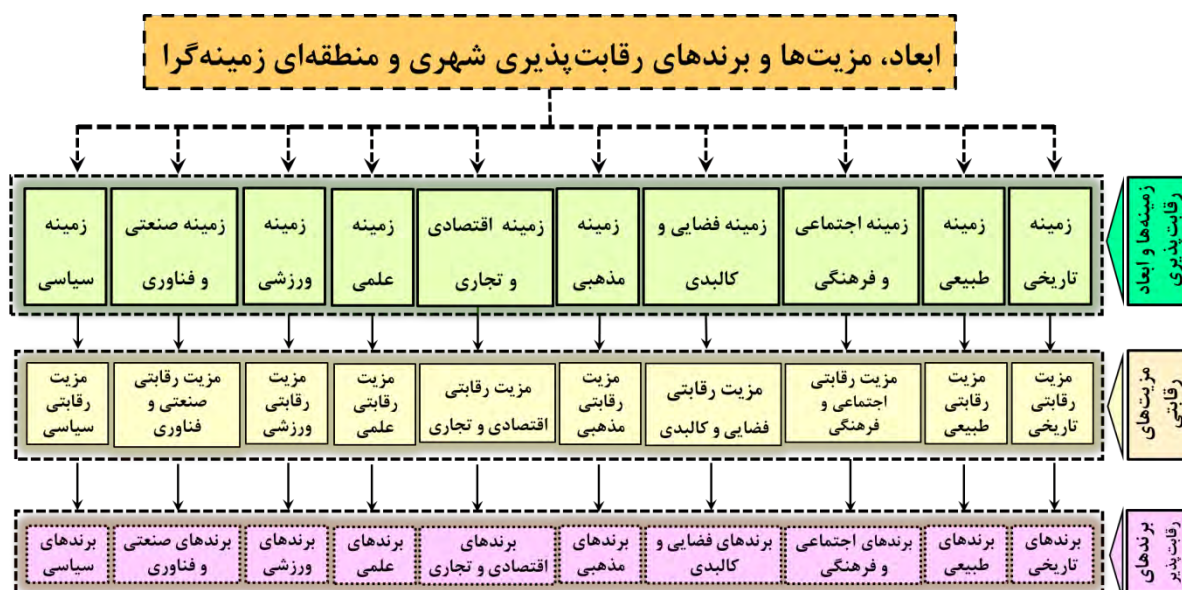 ابعاد، مزیت‌ها و برندهای رقابت‌پذیری شهری و منطقه‌ای زمینه‌گرا
زمینه‌ها و ابعاد
رقابت‌پذیری
زمینه
تاریخی
زمینه
طبیعی
زمینه اجتماعی
و فرهنگی
زمینه فضایی و
کالبدی
زمینه
مذهبی
زمینه اقتصادی
و تجاری
زمینه
علمی
زمینه
ورزشی
زمینه صنعتی
و فناوری
زمینه
سیاسی
مزیت‌های
رقابتی
مزیت
رقابتی
تاریخی
مزیت
رقابتی
طبیعی
مزیت رقابتی
اجتماعی و
فرهنگی
مزیت رقابتی
فضایی و کالبدی
مزیت
رقابتی
مذهبی
مزیت رقابتی
اقتصادی و تجاری
مزیت
رقابتی
علمی
مزیت
رقابتی
ورزشی
مزیت رقابتی
صنعتی و
فناوری
مزیت
رقابتی
سیاسی
برندهای
رقابت‌پذیر
برندهای
تاریخی
برندهای
طبیعی
برندهای اجتماعی
و فرهنگی
برندهای فضایی و
کالبدی
برندهای
مذهبی
برندهای
اقتصادی و تجاری
برندهای
علمی
برندهای
ورزشی
برندهای صنعتی
و فناوری
برندهای
سیاسی